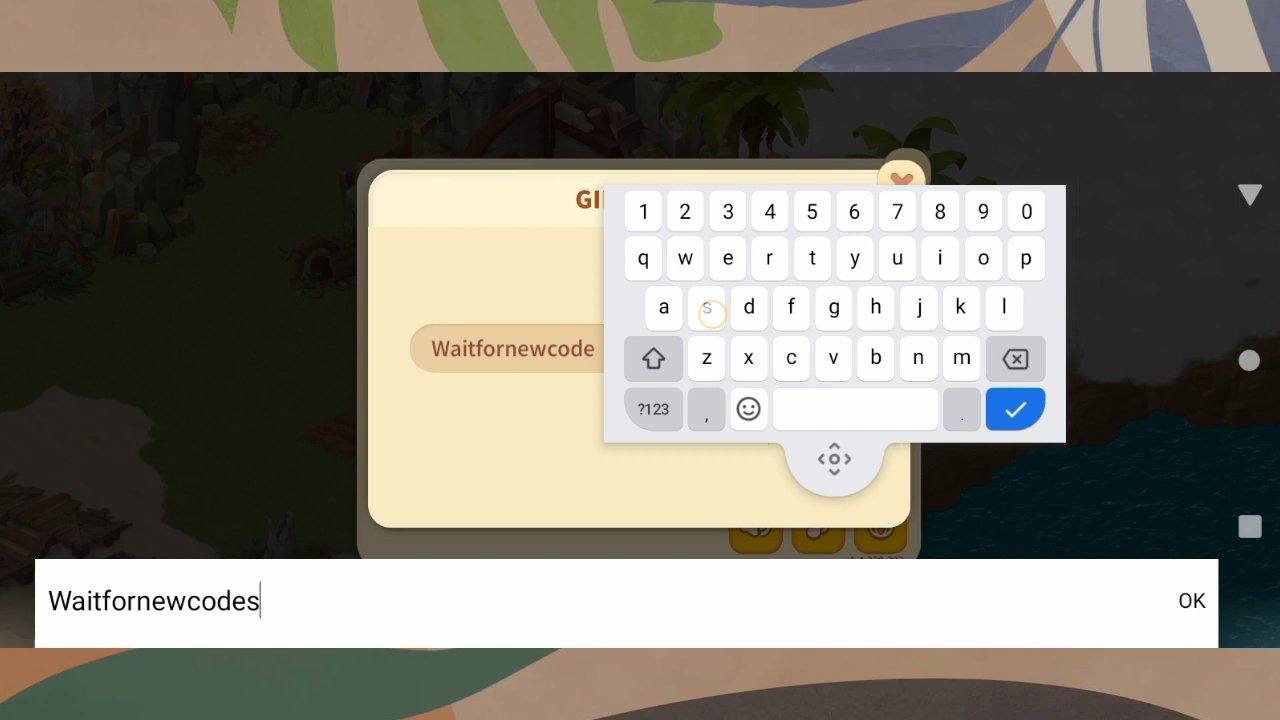 GI
1 2 3 4 5 6 7 8 9 0
q w e r t y u i o p
a s d f g h j k l
Waitfornewcode
z x c v b n m
?123 , .
Waitfornewcodes
OK